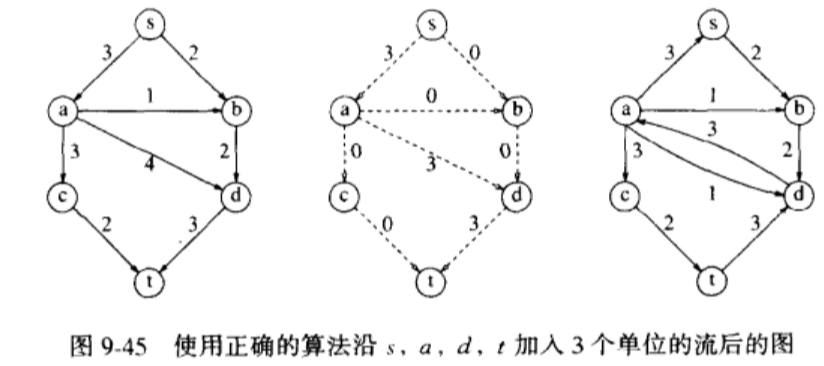 s s s
3 2 3 0 3 2
a 1 b a 0 b a 1 b
3 4 2 0 3 0 3 3 2
c d c d c 1 d
2 3 0 3 2 3
t t t
图 9-45 使用正确的算法沿 s, a, d, t 加入 3 个单位的流后的图